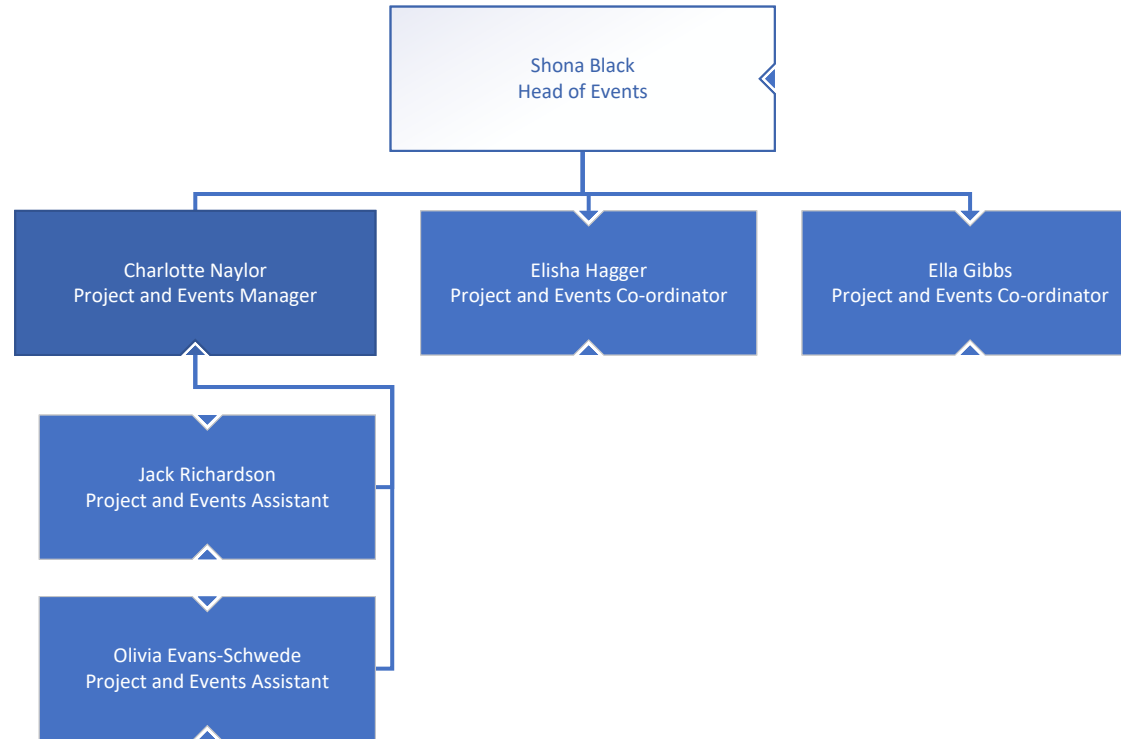 Shona Black
Head of Events
Charlotte Naylor
Project and Events Manager
Elisha Hagger
Project and Events Co-ordinator
Ella Gibbs
Project and Events Co-ordinator
Jack Richardson
Project and Events Assistant
Olivia Evans-Schwede
Project and Events Assistant